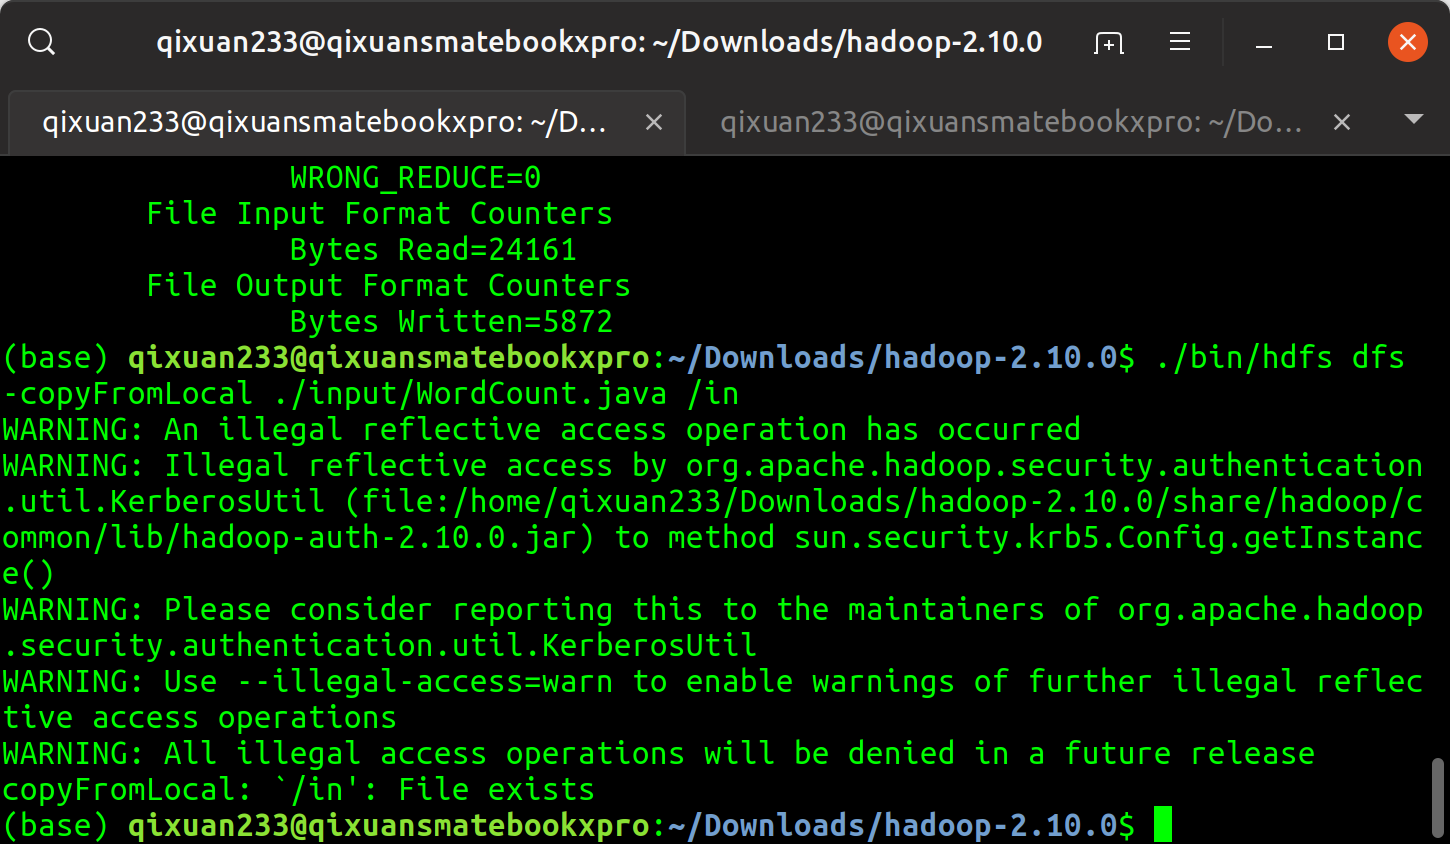 qixuan233@qixuansmatebookxpro: ~/Downloads/hadoop-2.10.0
qixuan233@qixuansmatebookxpro: ~/D... qixuan233@qixuansmatebookxpro: ~/Do...
WRONG_REDUCE=0
File Input Format Counters
Bytes Read=24161
File Output Format Counters
Bytes Written=5872
(base) qixuan233@qixuansmatebookxpro:~/Downloads/hadoop-2.10.0$ ./bin/hdfs dfs
-copyFromLocal ./input/WordCount.java /in
WARNING: An illegal reflective access operation has occurred
WARNING: Illegal reflective access by org.apache.hadoop.security.authentication
.util.KerberosUtil (file:/home/qixuan233/Downloads/hadoop-2.10.0/share/hadoop/c
ommon/lib/hadoop-auth-2.10.0.jar) to method sun.security.krb5.Config.getInstanc
e()
WARNING: Please consider reporting this to the maintainers of org.apache.hadoop
.security.authentication.util.KerberosUtil
WARNING: Use --illegal-access=warn to enable warnings of further illegal reflec
tive access operations
WARNING: All illegal access operations will be denied in a future release
copyFromLocal: `/in': File exists
(base) qixuan233@qixuansmatebookxpro:~/Downloads/hadoop-2.10.0$